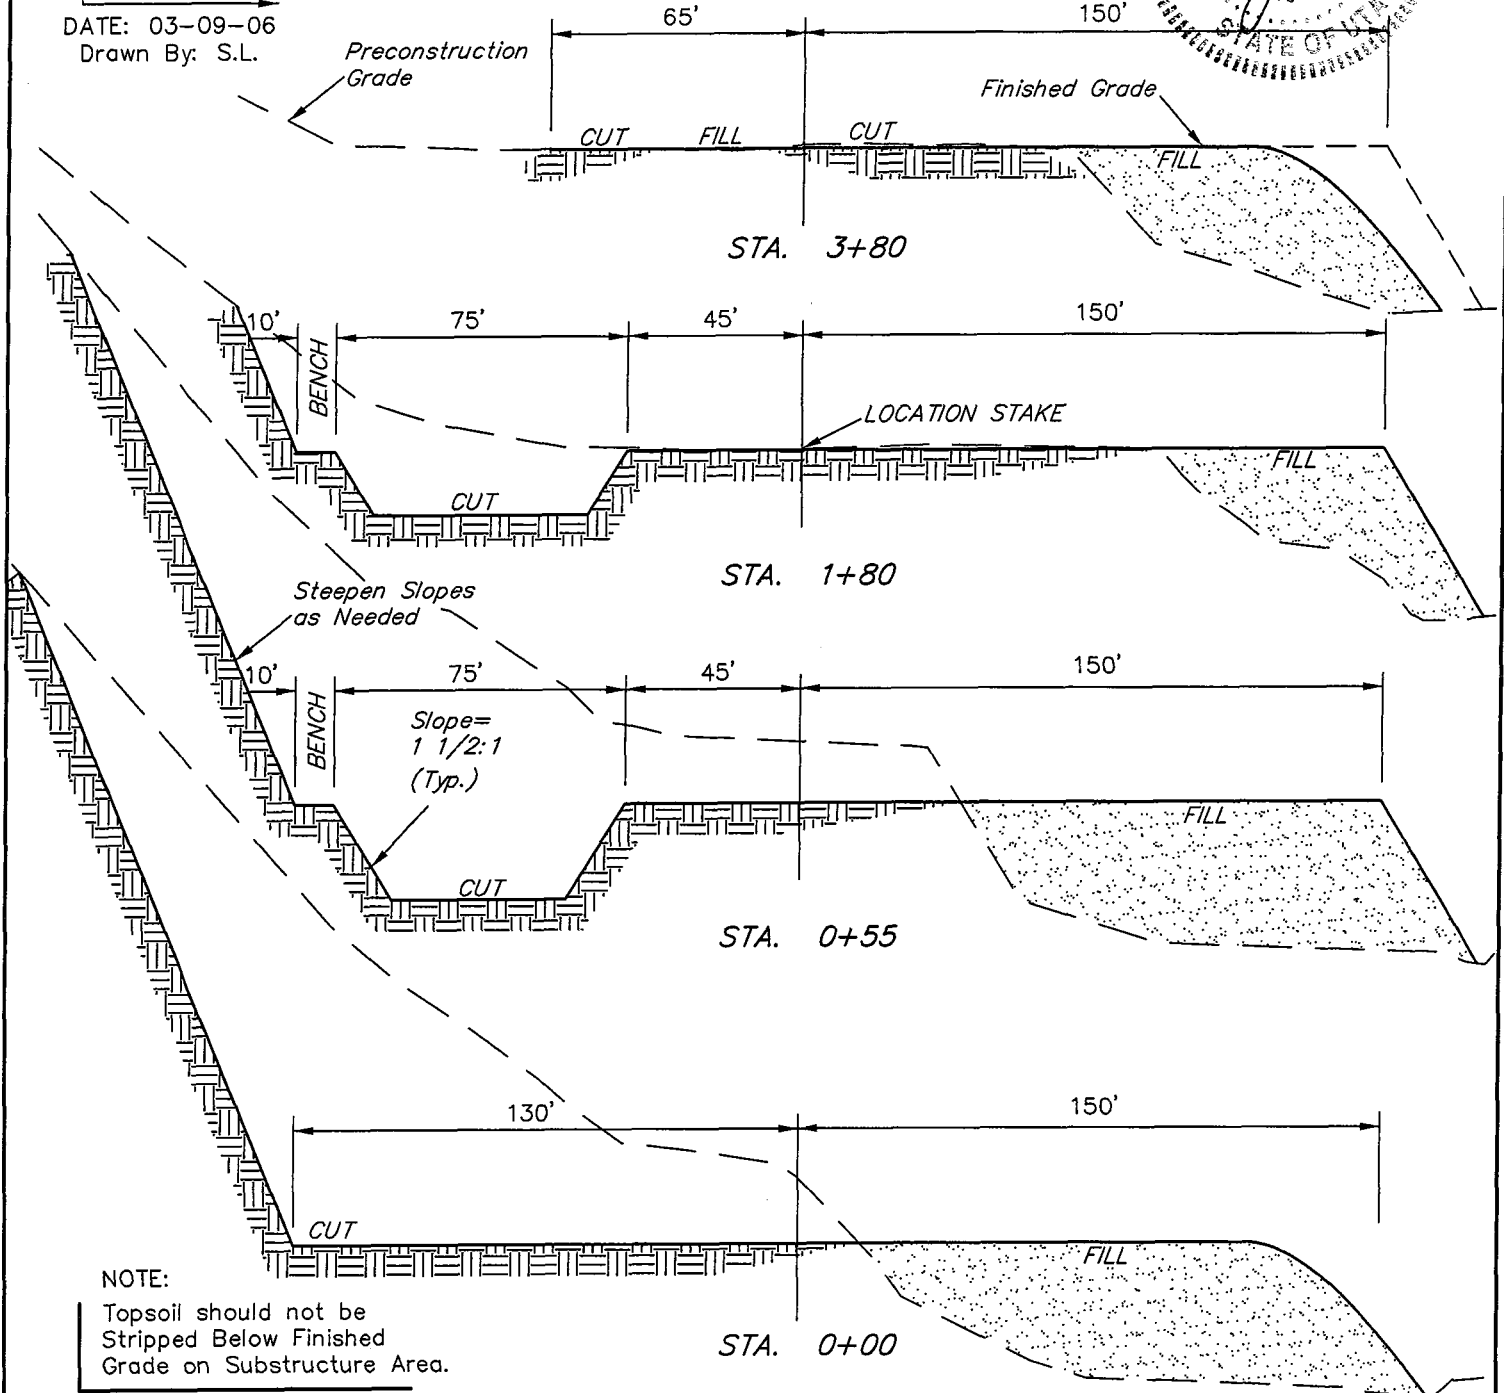 DATE: 03-09-06
Drawn By: S.L.
65'
150'
STATE OF UTAH
Preconstruction
Grade
Finished Grade
CUT
FILL
CUT
FILL
STA. 3+80
10'
BENCH
75'
45'
150'
LOCATION STAKE
CUT
FILL
STA. 1+80
Steepen Slopes
as Needed
10'
BENCH
75'
45'
150'
Slope=
1 1/2:1
(Typ.)
CUT
FILL
STA. 0+55
130'
150'
CUT
FILL
STA. 0+00
NOTE:
Topsoil should not be
Stripped Below Finished
Grade on Substructure Area.